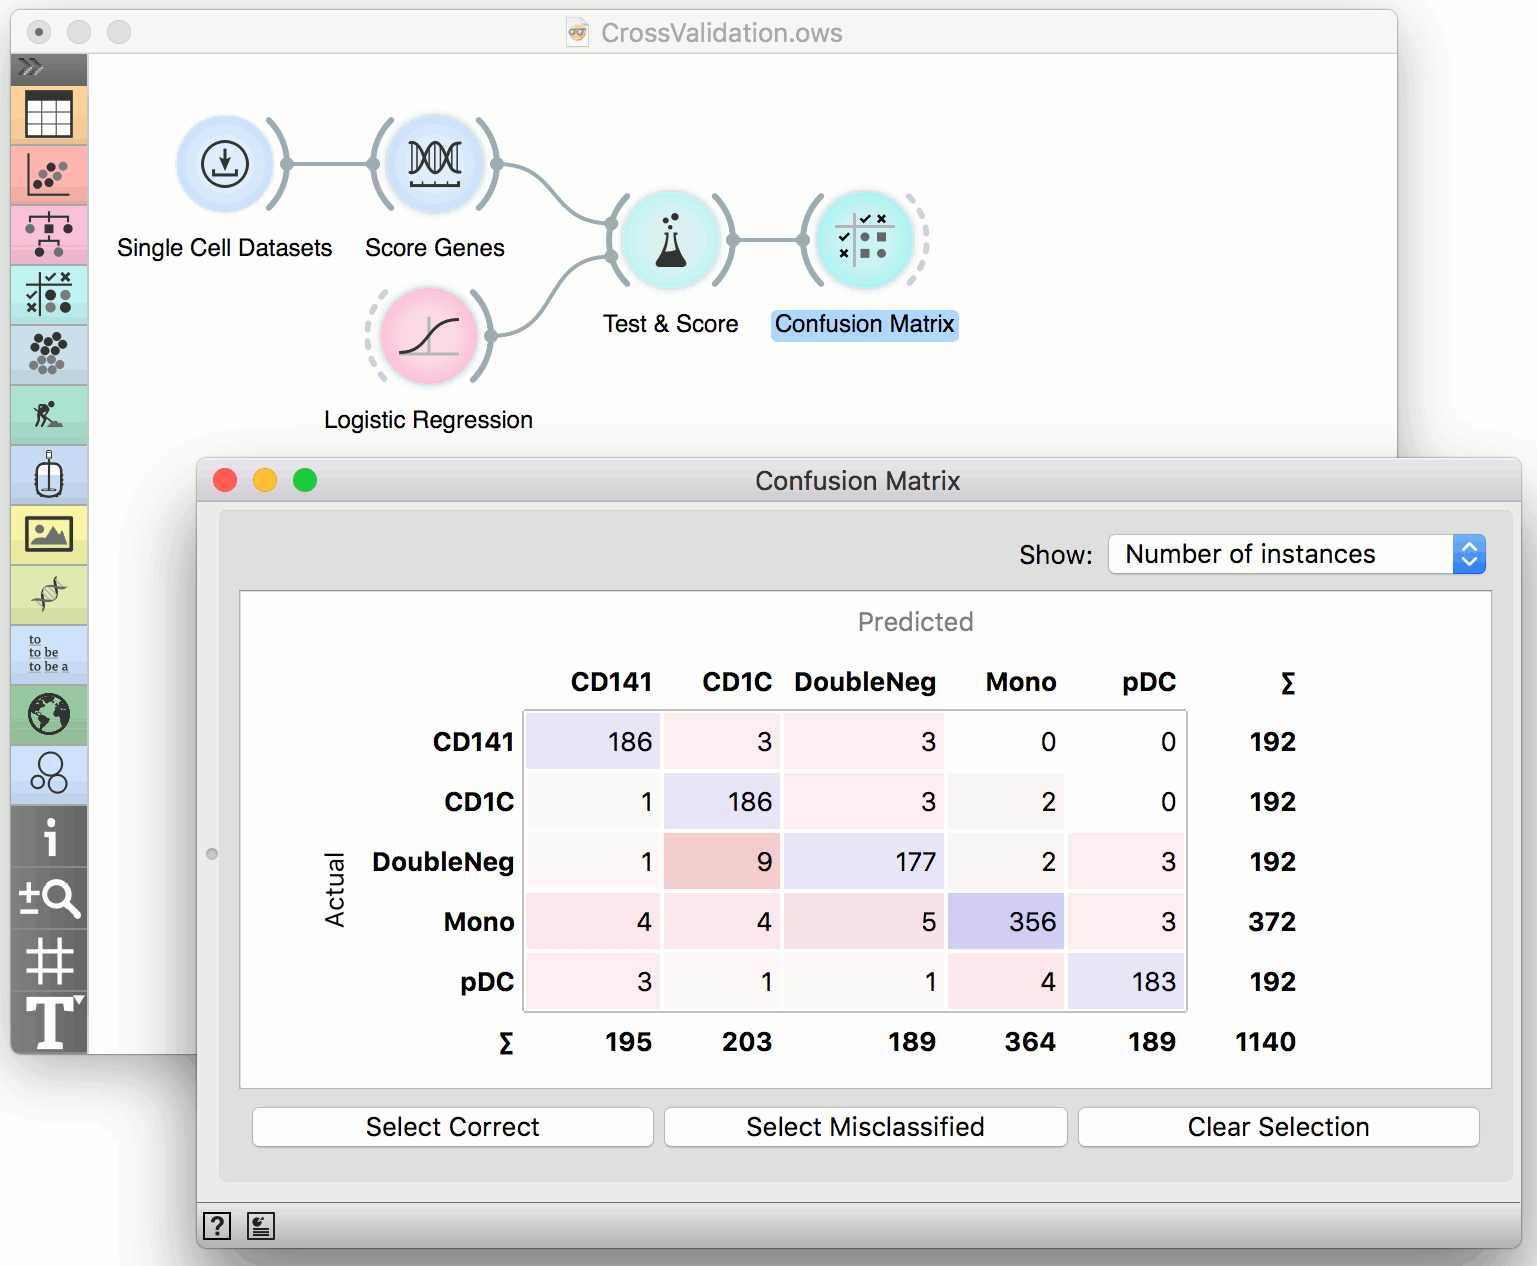 CrossValidation.ows
Single Cell Datasets
Score Genes
Test & Score
Confusion Matrix
Logistic Regression
to
to be
to be a
i
T
Confusion Matrix
Show: Number of instances
Predicted
CD141 CD1C DoubleNeg Mono pDC Σ
Actual
CD141 186 3 3 0 0 192
CD1C 1 186 3 2 0 192
DoubleNeg 1 9 177 2 3 192
Mono 4 4 5 356 3 372
pDC 3 1 1 4 183 192
Σ 195 203 189 364 189 1140
Select Correct Select Misclassified Clear Selection
?